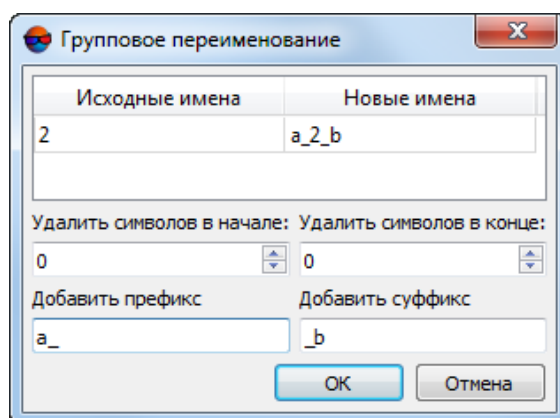 Групповое переименование
Исходные имена Новые имена
2 a_2_b
Удалить символов в начале: Удалить символов в конце:
0 0
Добавить префикс Добавить суффикс
a_ _b
ОК Отмена